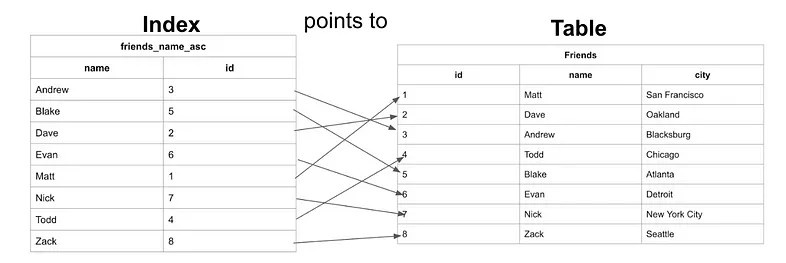 Index points to Table
friends_name_asc
name id
Andrew 3
Blake 5
Dave 2
Evan 6
Matt 1
Nick 7
Todd 4
Zack 8
Friends
id name city
1 Matt San Francisco
2 Dave Oakland
3 Andrew Blacksburg
4 Todd Chicago
5 Blake Atlanta
6 Evan Detroit
7 Nick New York City
8 Zack Seattle